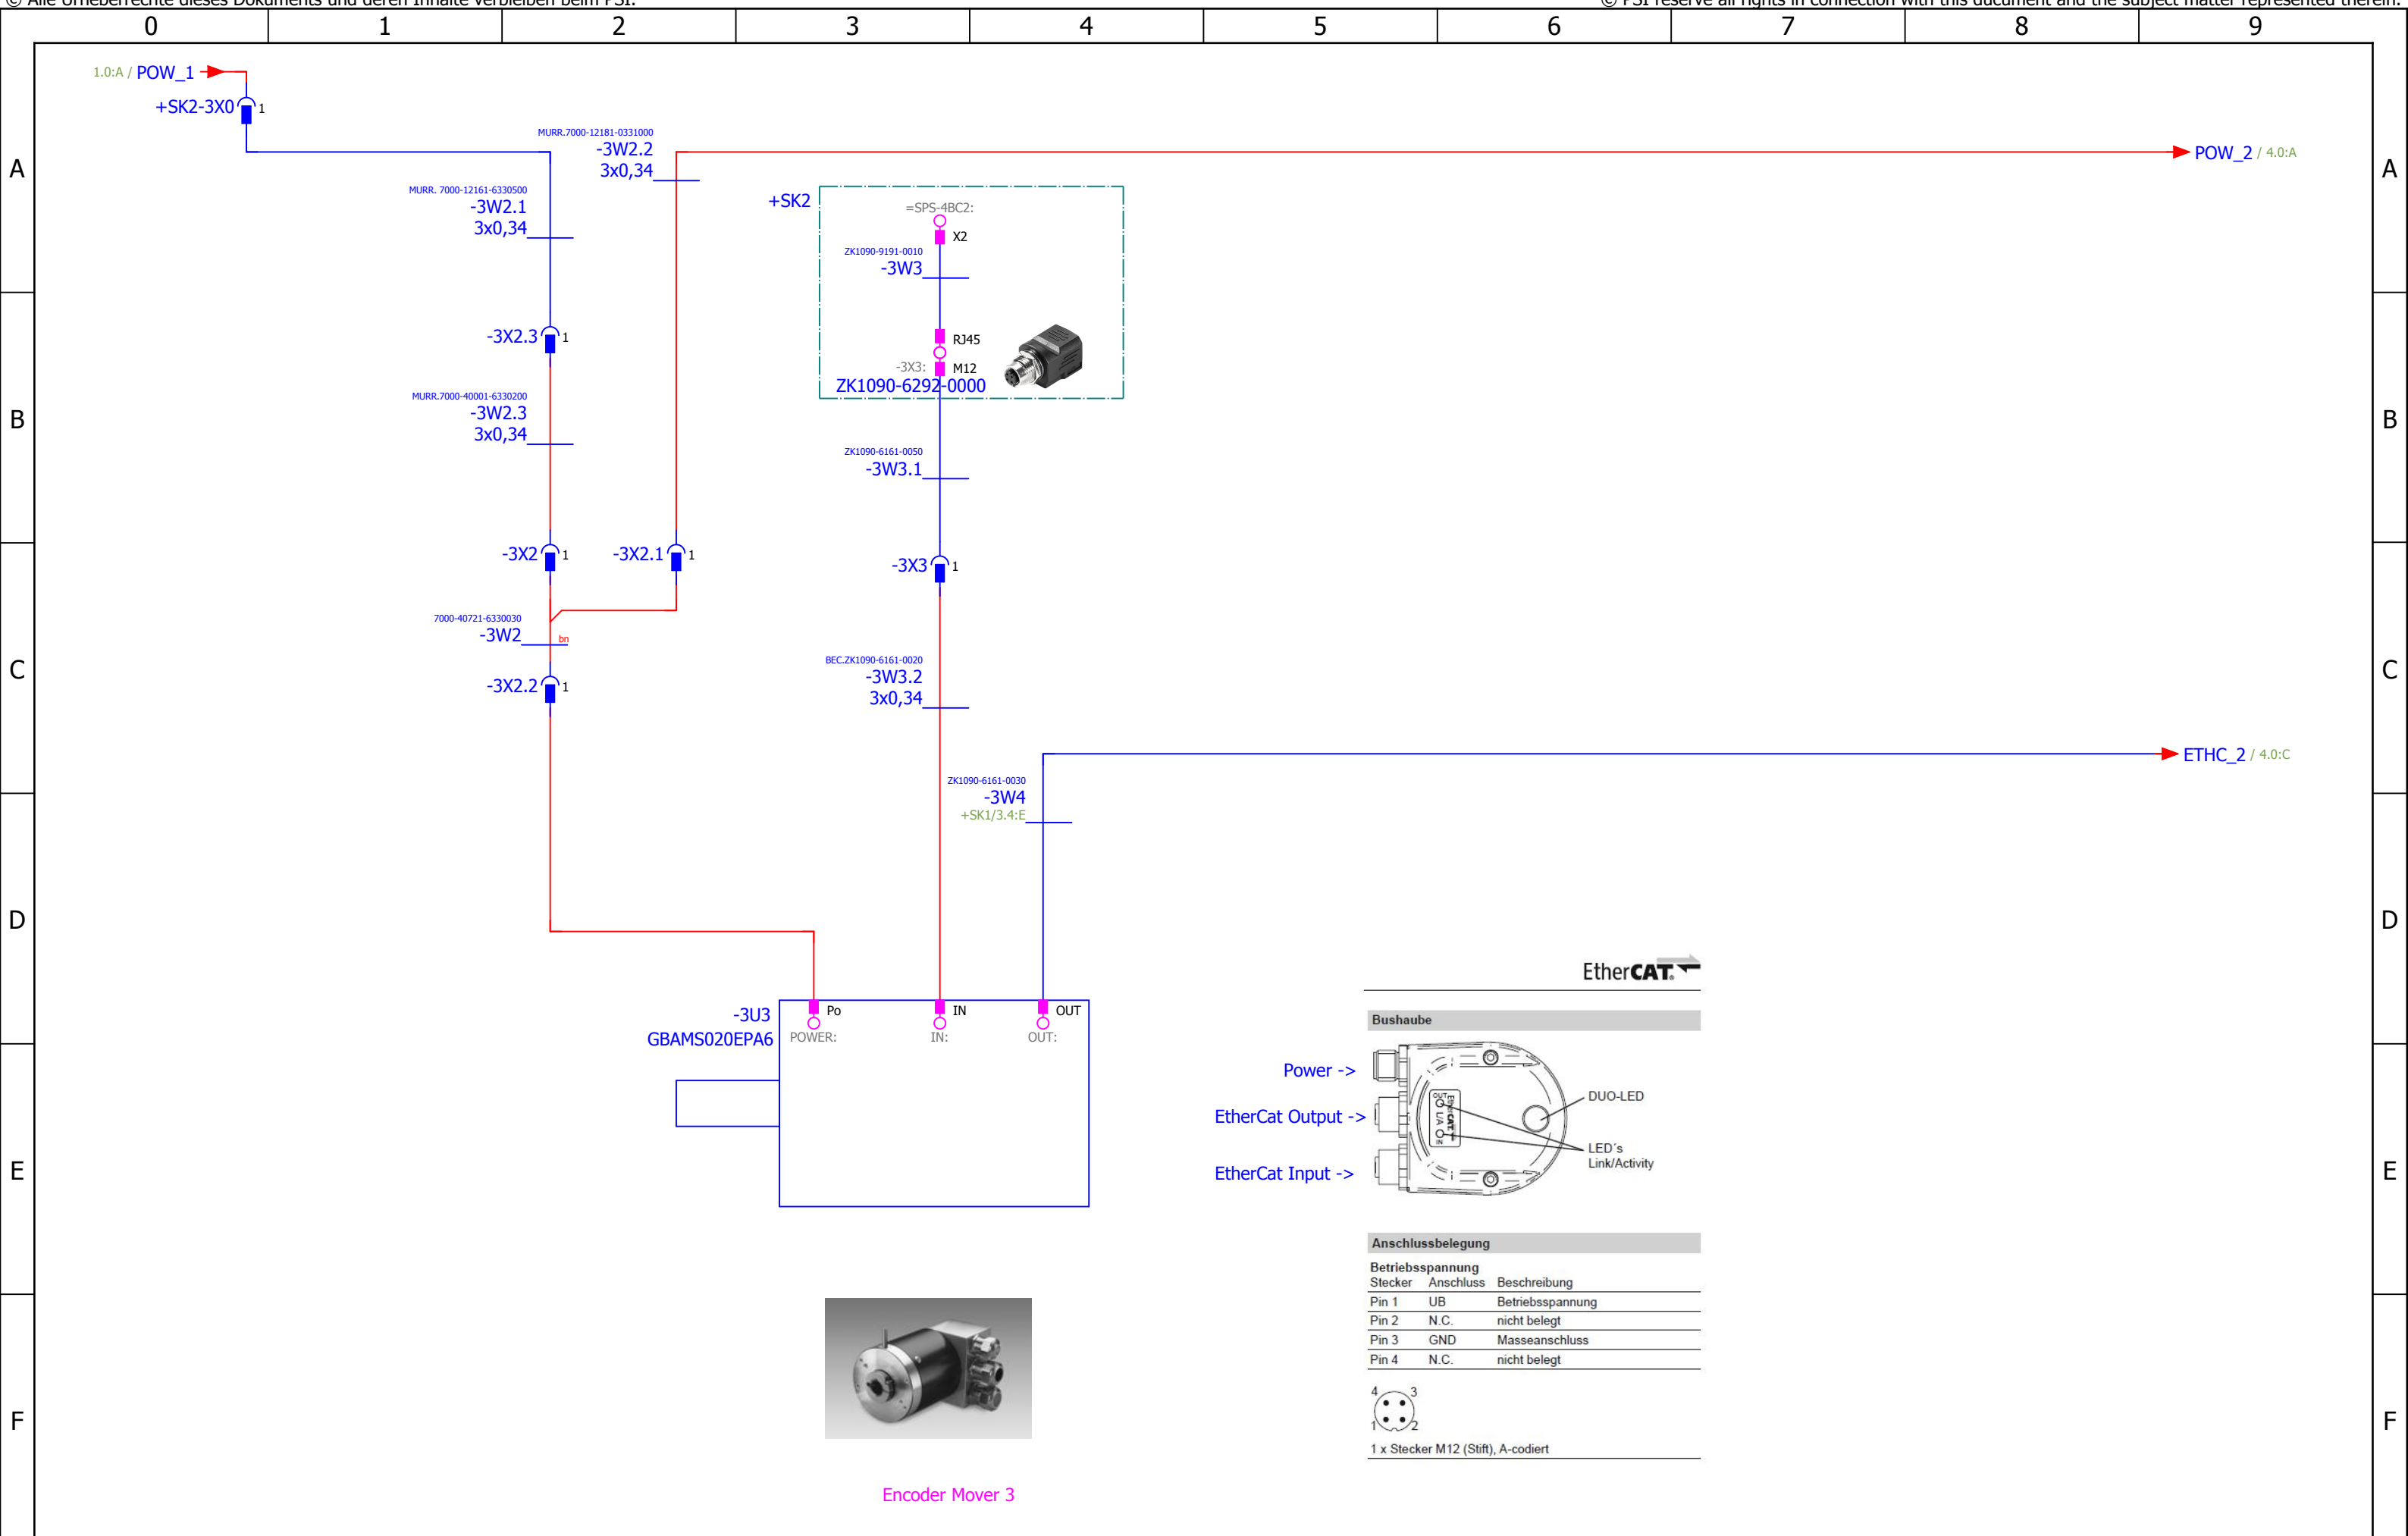 © Alle Urheberrechte dieses Dokuments und deren Inhalte verbleiben beim PSI.
© PSI reserve all rights in connection with this ducument and the subject matter represented therein.
0 1 2 3 4 5 6 7 8 9
1.0:A / POW_1
+SK2-3X0 1
MURR.7000-12181-0331000
-3W2.2
3x0,34
POW_2 / 4.0:A
A A
MURR. 7000-12161-6330500
-3W2.1
3x0,34
+SK2
=SPS-4BC2:
X2
ZK1090-9191-0010
-3W3
-3X2.3 1
RJ45
-3X3: M12
ZK1090-6292-0000
MURR.7000-40001-6330200
-3W2.3
3x0,34
B B
ZK1090-6161-0050
-3W3.1
-3X2 1
-3X2.1 1
-3X3 1
7000-40721-6330030
-3W2 bn
BEC.ZK1090-6161-0020
-3W3.2
3x0,34
C C
-3X2.2 1
ETHC_2 / 4.0:C
ZK1090-6161-0030
-3W4
+SK1/3.4:E
D D
EtherCAT.
-3U3
GBAMS020EPA6
Po IN OUT
POWER: IN: OUT:
Bushaube
Power ->
EtherCat Output ->
EtherCat Input ->
OUT
L/A
EtherCAT
IN
DUO-LED
LED´s
Link/Activity
E E
Anschlussbelegung
Betriebsspannung
Stecker Anschluss Beschreibung
Pin 1 UB Betriebsspannung
Pin 2 N.C. nicht belegt
Pin 3 GND Masseanschluss
Pin 4 N.C. nicht belegt
4 3
1 2
1 x Stecker M12 (Stift), A-codiert
F F
Encoder Mover 3